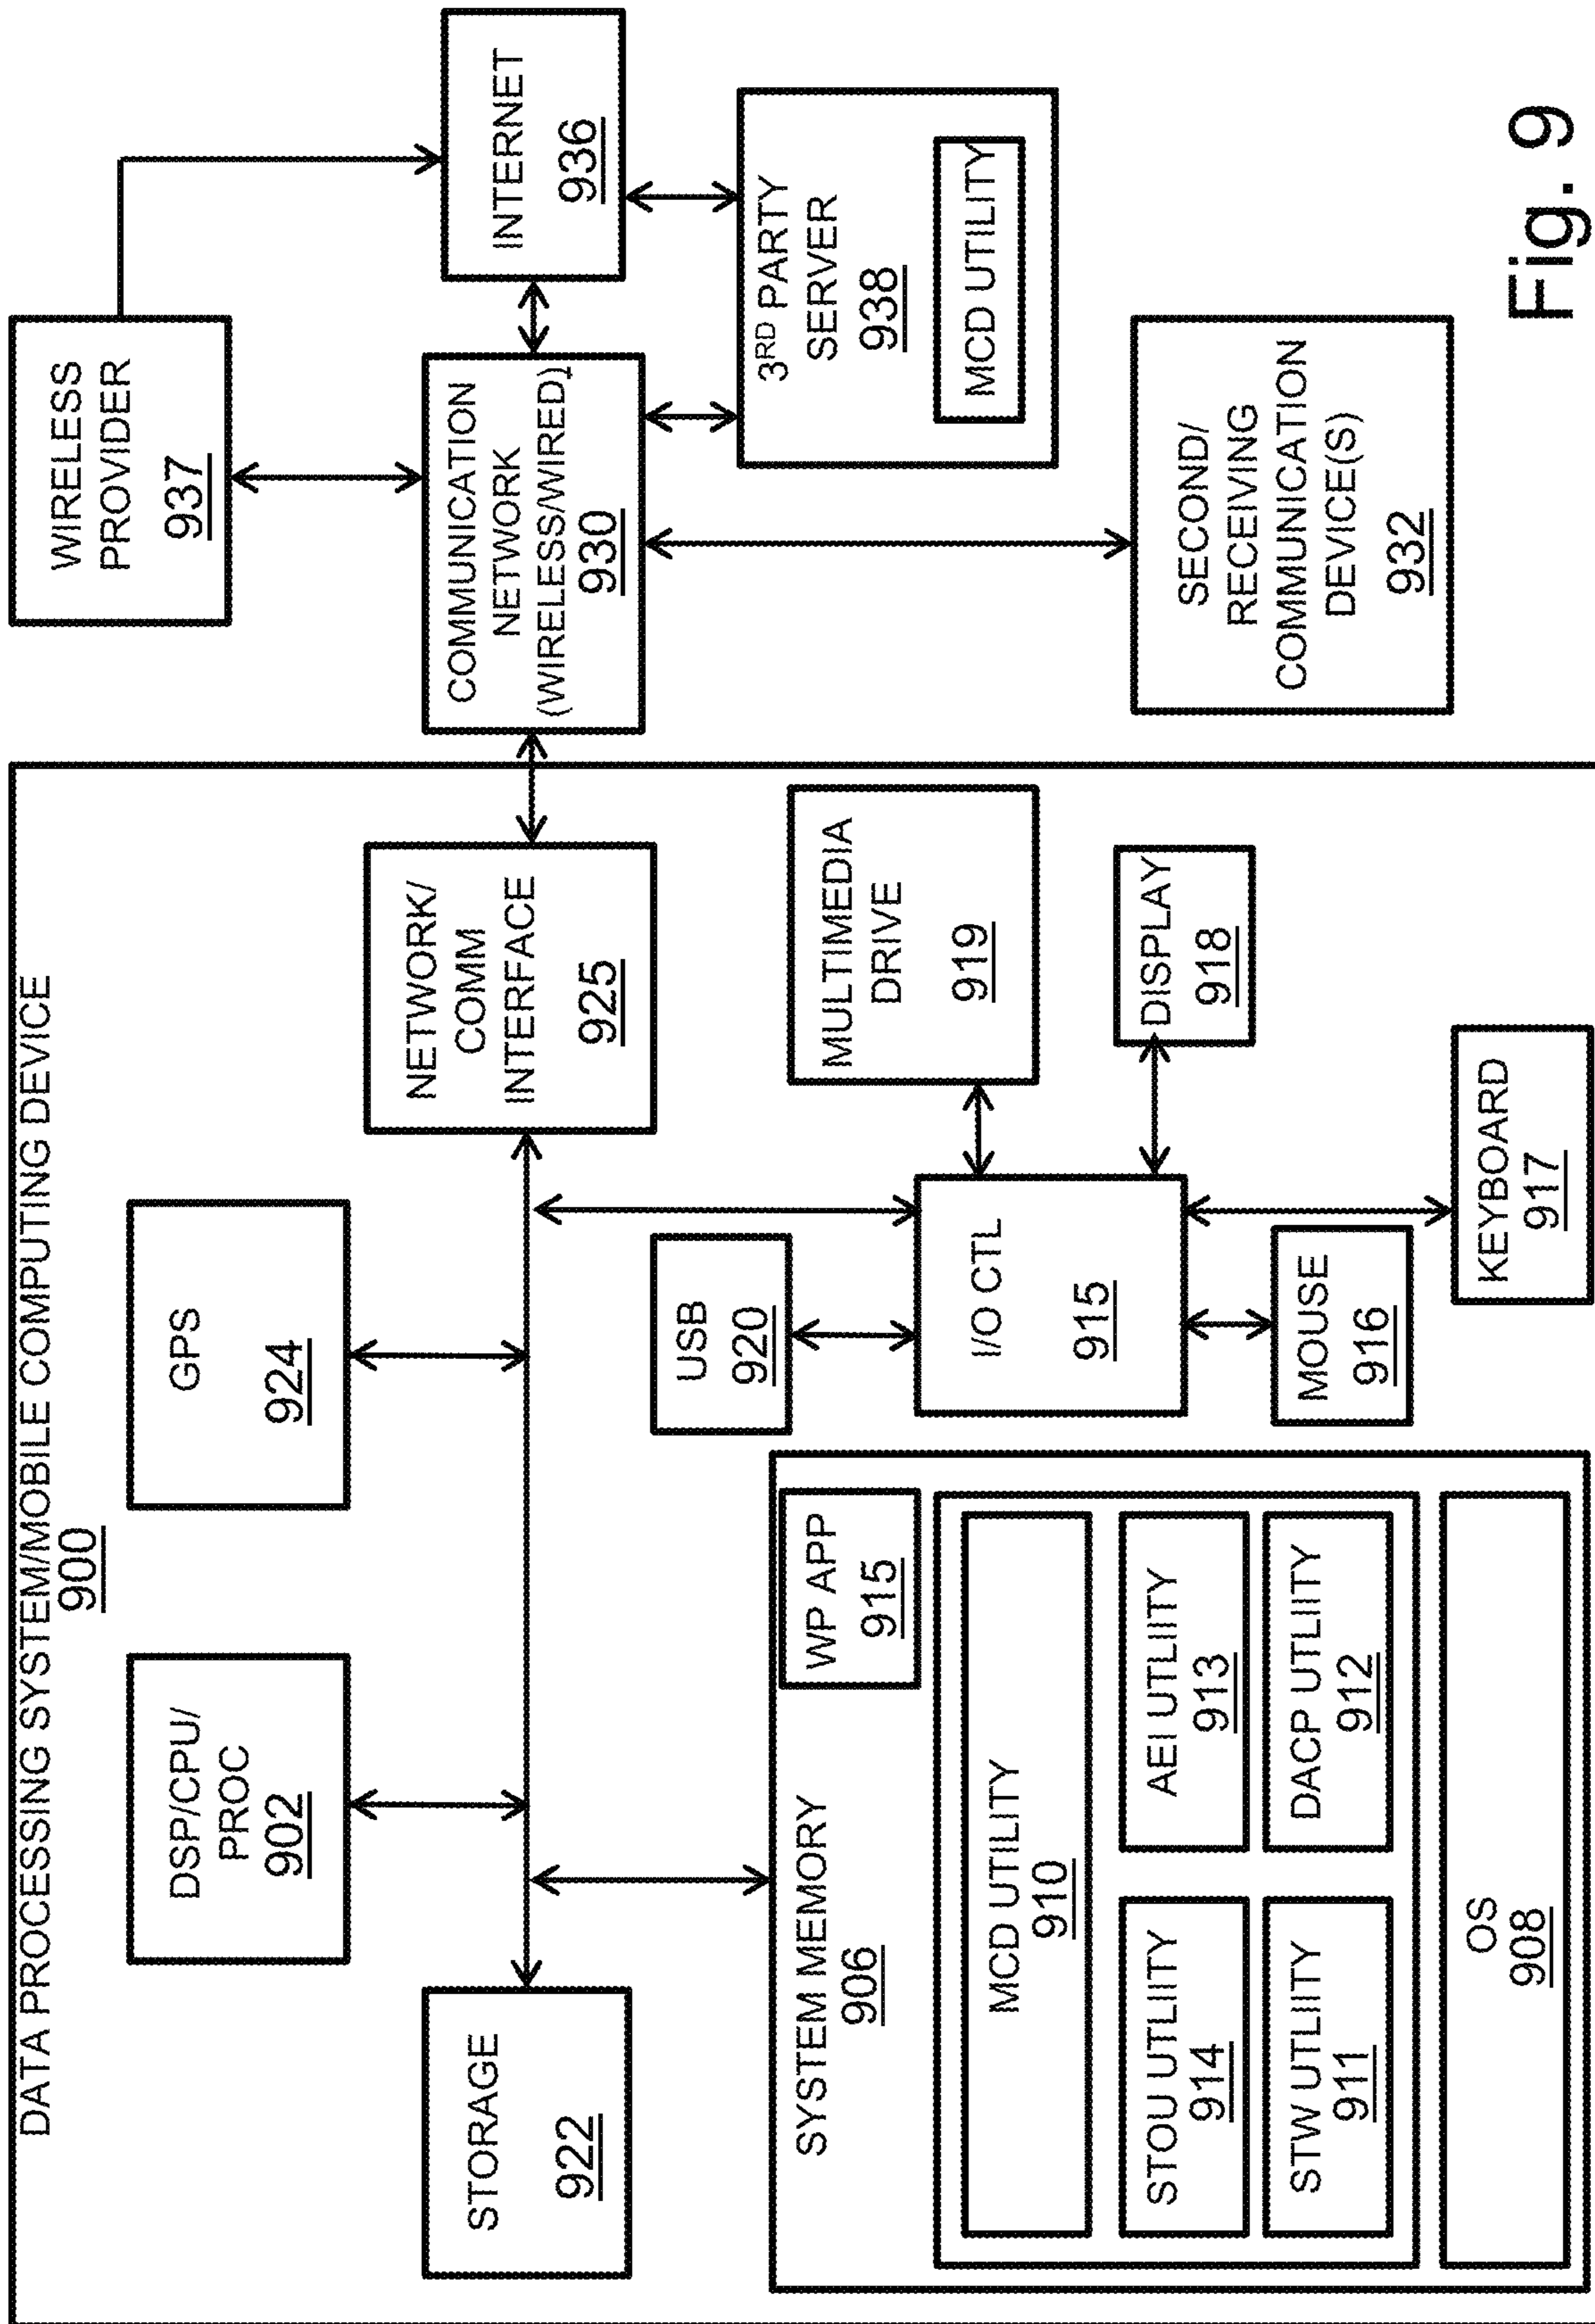 DATA PROCESSING SYSTEM/MOBILE COMPUTING DEVICE
900
DSP/CPU/
PROC
902
GPS
924
STORAGE
922
NETWORK/
COMM
INTERFACE
925
SYSTEM MEMORY
906
WP APP
915
MCD UTILITY
910
STOU UTLIITY
914
AEI UTLIITY
913
STW UTLIITY
911
DACP UTLIITY
912
OS
908
USB
920
I/O CTL
915
MULTIMEDIA
DRIVE
919
DISPLAY
918
MOUSE
916
KEYBOARD
917
WIRELESS
PROVIDER
937
COMMUNICATION
NETWORK
(WIRELESS/WIRED)
930
INTERNET
936
3RD PARTY
SERVER
938
MCD UTILITY
SECOND/
RECEIVING
COMMUNICATION
DEVICE(S)
932
Fig. 9